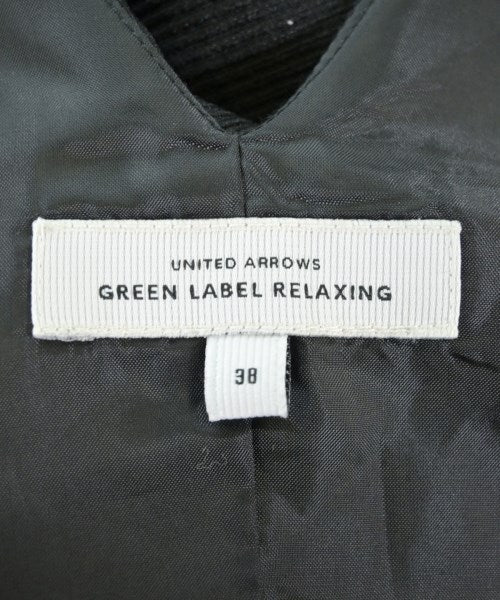 UNITED ARROWS
GREEN LABEL RELAXING
38